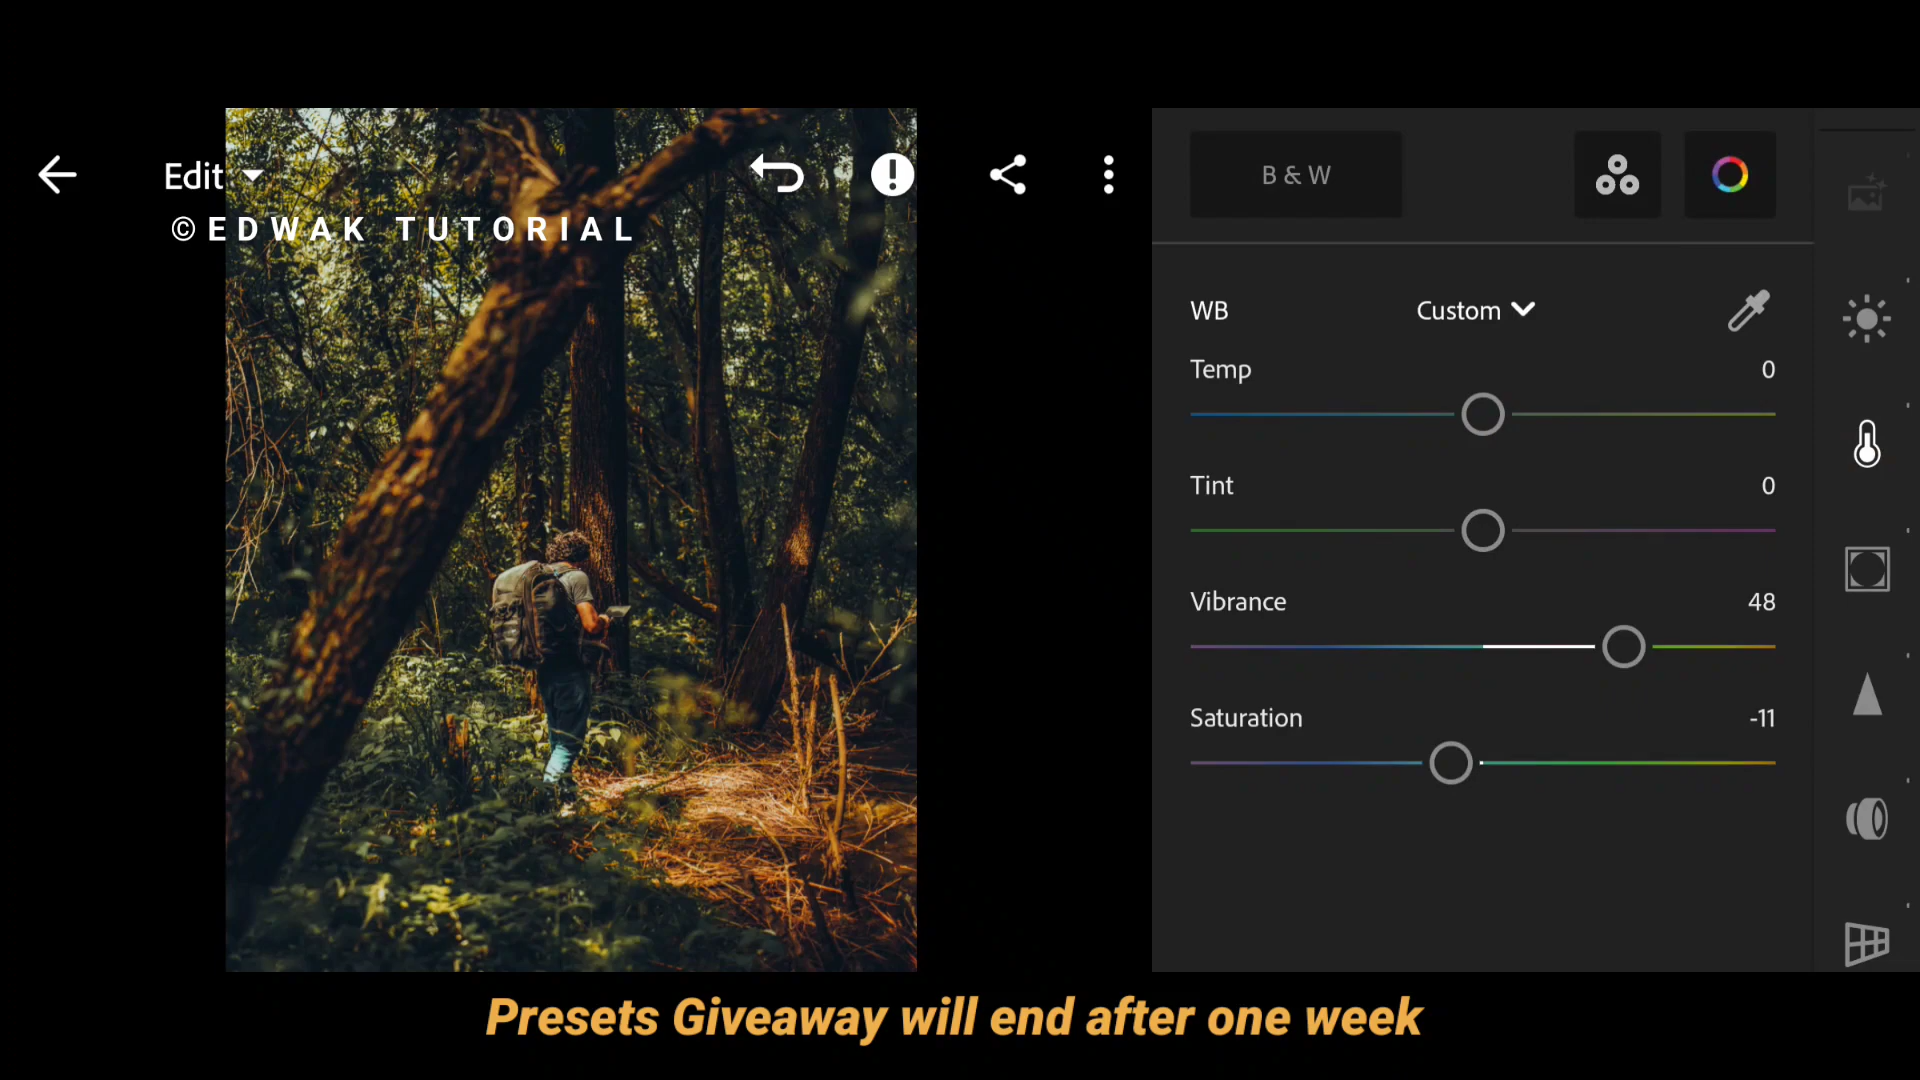 Edit
©EDWAK TUTORIAL
B & W
WB Custom
Temp 0
Tint 0
Vibrance 48
Saturation -11
Presets Giveaway will end after one week